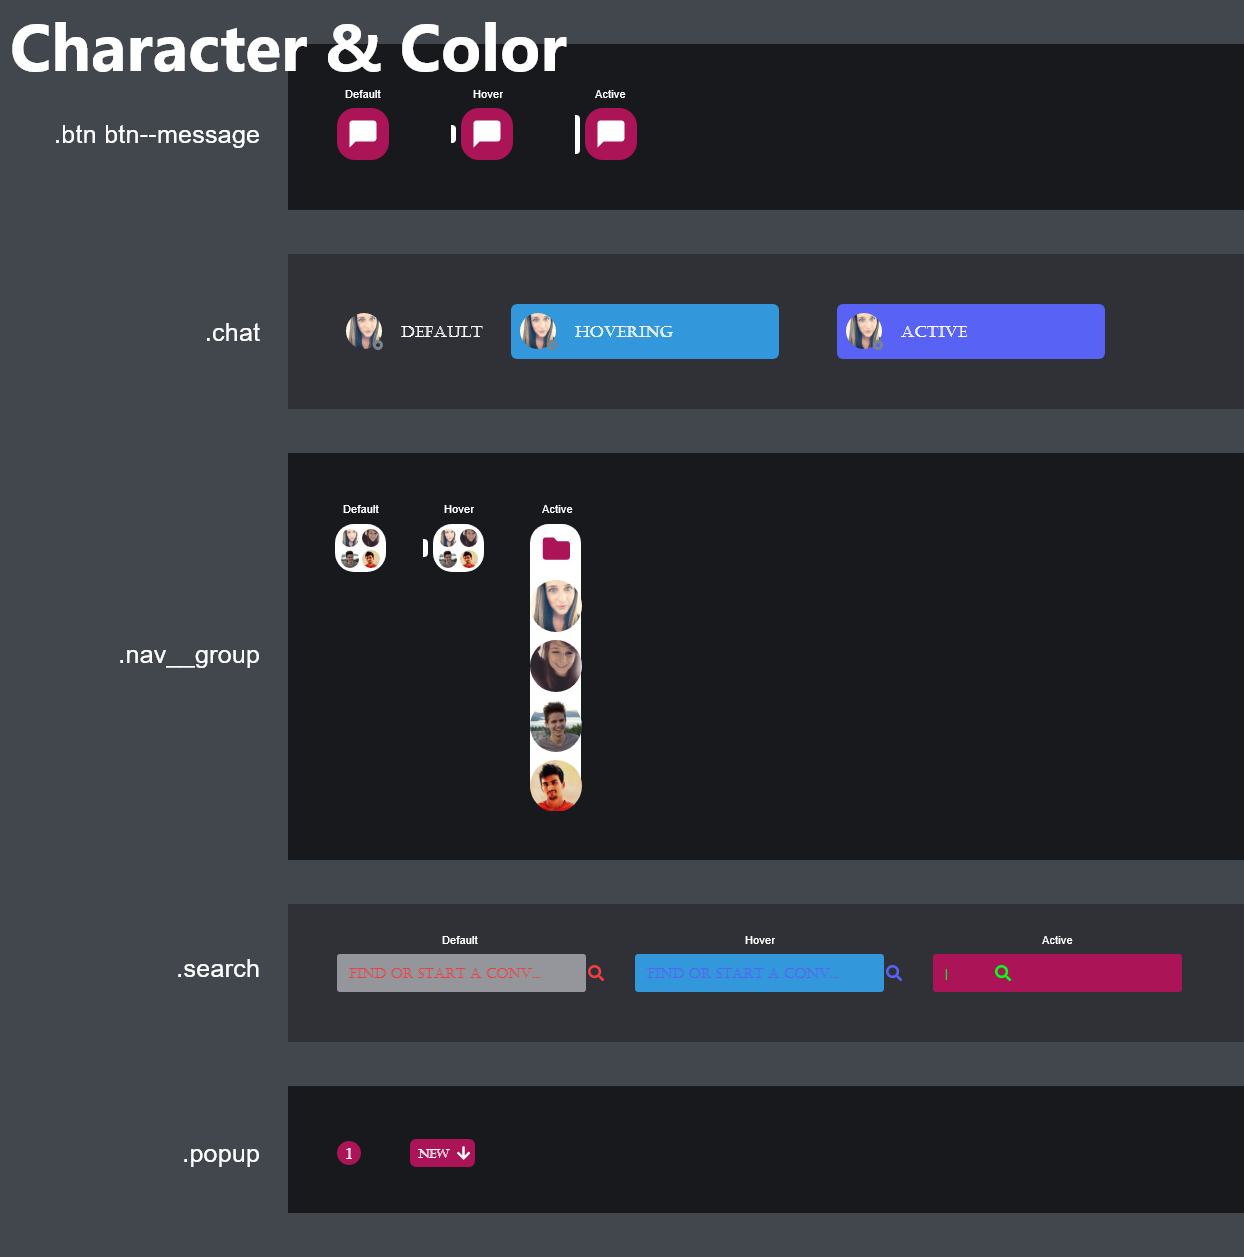 Character & Color
Default Hover Active
.btn btn--message
.chat
DEFAULT HOVERING ACTIVE
Default Hover Active
.nav__group
Default Hover Active
.search
FIND OR START A CONV... FIND OR START A CONV...
.popup
1 NEW